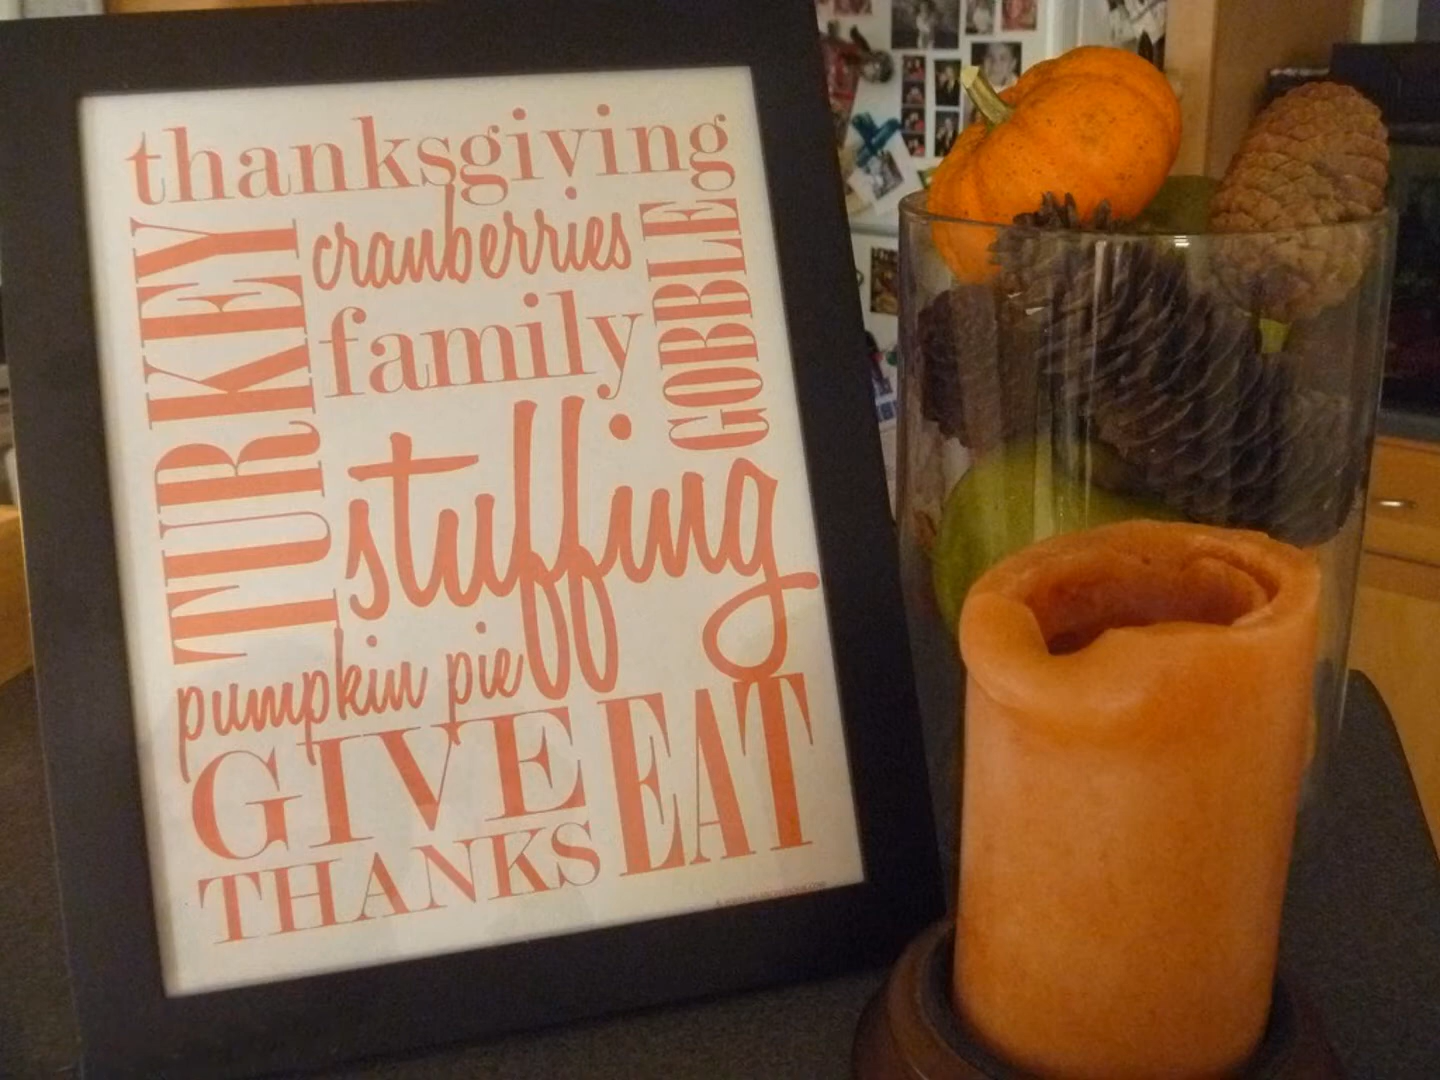 thanksgiving
TURKEY
cranberries
GOBBLE
family
stuffing
pumpkin pie
GIVE
THANKS
EAT